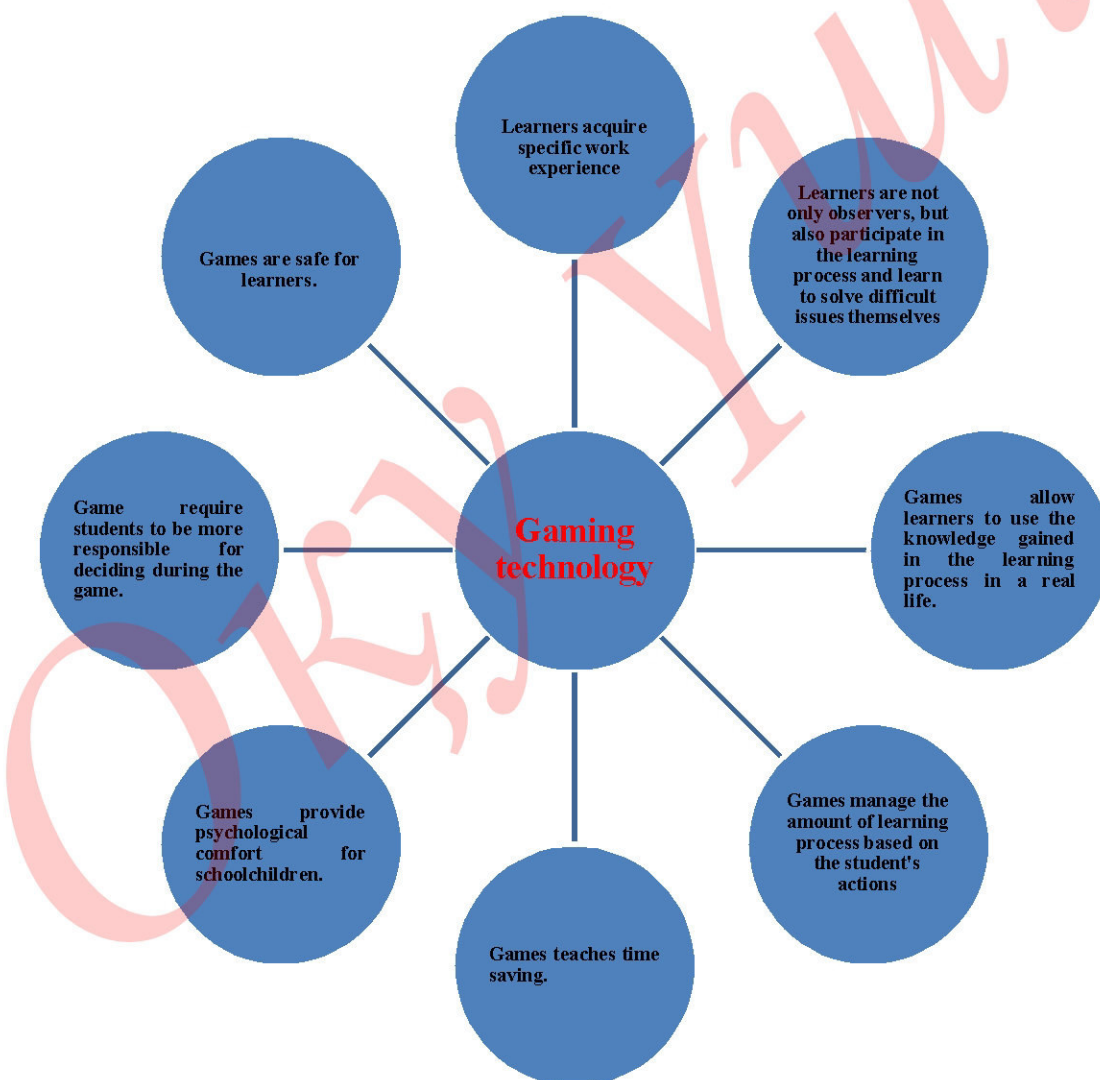 Learners acquire
specific work
experience
Learners are not
only observers, but
also participate in
the learning
process and learn
to solve difficult
issues themselves
Games allow
learners to use the
knowledge gained
in the learning
process in a real
life.
Games manage the
amount of learning
process based on
the student's
actions
Games teaches time
saving.
Games provide
psychological
comfort for
schoolchildren.
Game require
students to be more
responsible for
deciding during the
game.
Games are safe for
learners.
Gaming
technology